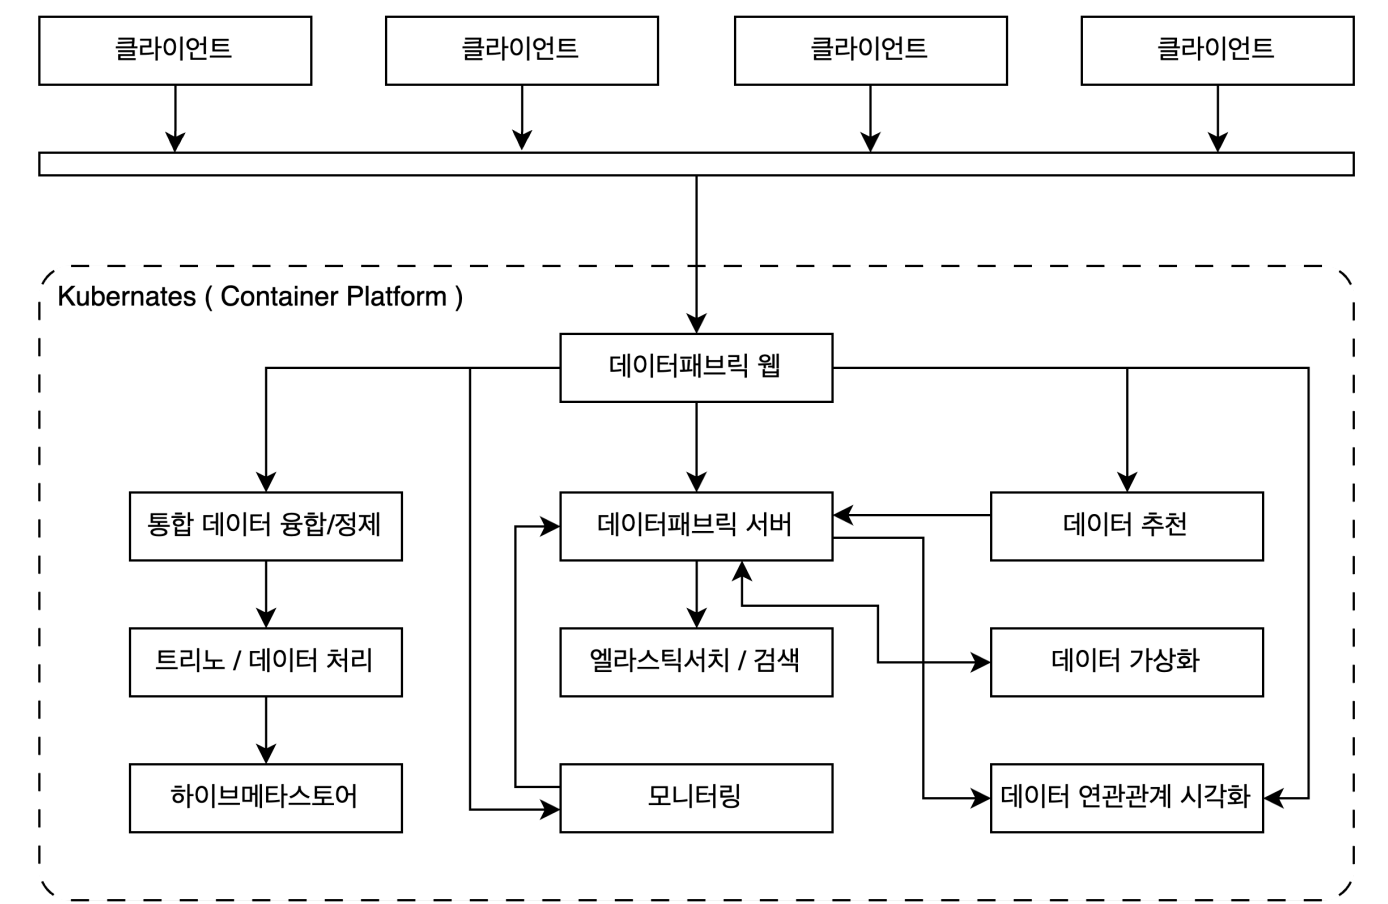 클라이언트
클라이언트
클라이언트
클라이언트
Kubernates ( Container Platform )
데이터패브릭 웹
통합 데이터 융합/정제
데이터패브릭 서버
데이터 추천
트리노 / 데이터 처리
엘라스틱서치 / 검색
데이터 가상화
하이브메타스토어
모니터링
데이터 연관관계 시각화